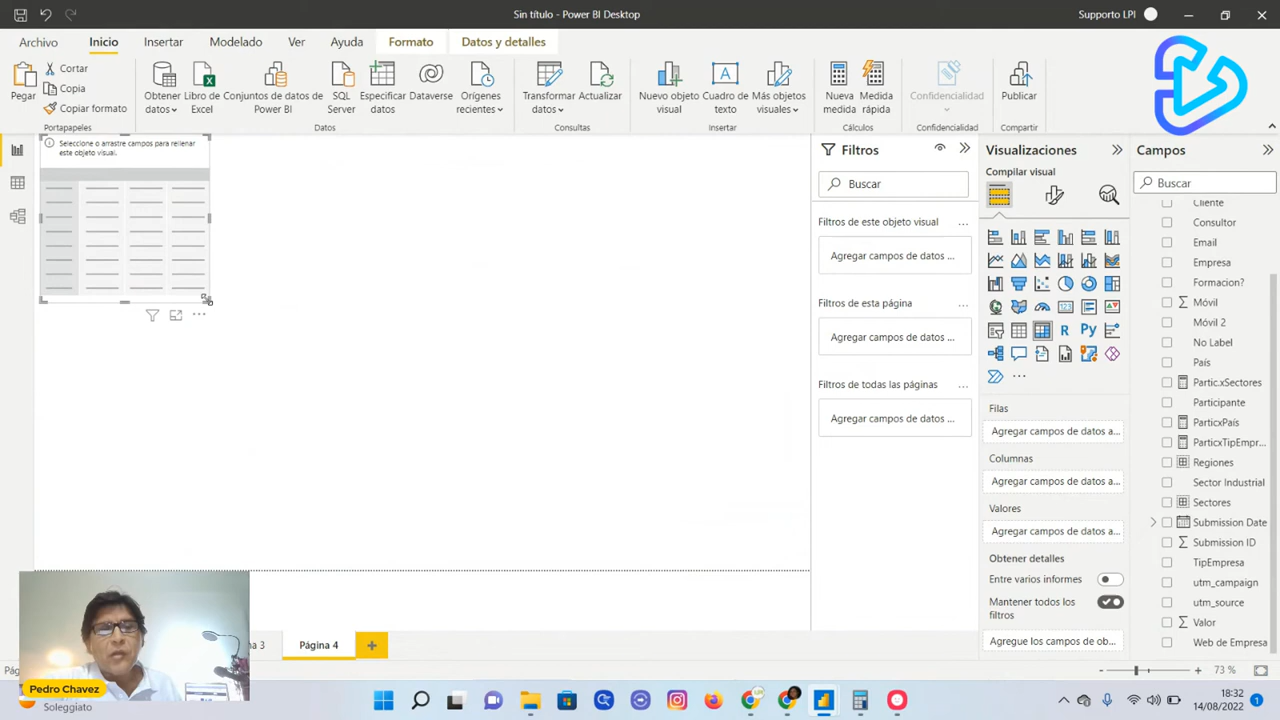 Sin título - Power BI Desktop
Supporto LPI
Archivo
Inicio
Insertar
Modelado
Ver
Ayuda
Formato
Datos y detalles
Pegar
Cortar
Copia
Copiar formato
Portapapeles
Obtener datos
Libro de Excel
Conjuntos de datos de Power BI
SQL Server
Especificar datos
Dataverse
Orígenes recientes
Datos
Transformar datos
Actualizar
Consultas
Nuevo objeto visual
Cuadro de texto
Más objetos visuales
Insertar
Nueva medida
Medida rápida
Cálculos
Confidencialidad
Confidencialidad
Publicar
Compartir
Seleccione o arrastre campos para rellenar
este objeto visual.
Filtros
Buscar
Filtros de este objeto visual
...
Agregar campos de datos ...
Filtros de esta página
...
Agregar campos de datos ...
Filtros de todas las páginas
...
Agregar campos de datos ...
Visualizaciones
Compilar visual
R
Py
Filas
Agregar campos de datos a...
Columnas
Agregar campos de datos a...
Valores
Agregar campos de datos a...
Obtener detalles
Entre varios informes
Mantener todos los
filtros
Agregue los campos de ob...
Campos
Buscar
Cliente
Consultor
Email
Empresa
Formacion?
Móvil
Móvil 2
No Label
País
Partic.xSectores
Participante
ParticxPaís
ParticxTipEmpr...
Regiones
Sector Industrial
Sectores
Submission Date
Submission ID
TipEmpresa
utm_campaign
utm_source
Valor
Web de Empresa
Página 4
73 %
Pedro Chavez
Soleggiato
18:32
14/08/2022